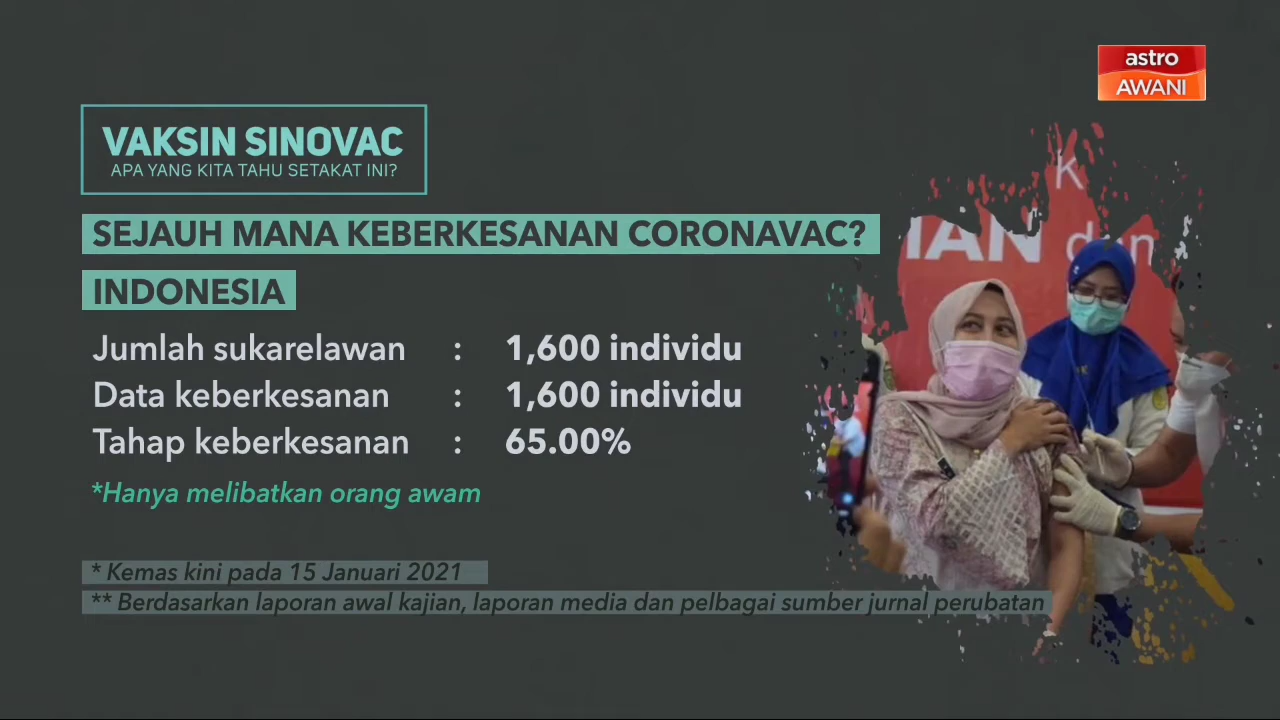 astro
AWANI
VAKSIN SINOVAC
APA YANG KITA TAHU SETAKAT INI?
SEJAUH MANA KEBERKESANAN CORONAVAC?
INDONESIA
Jumlah sukarelawan : 1,600 individu
Data keberkesanan : 1,600 individu
Tahap keberkesanan : 65.00%
*Hanya melibatkan orang awam
* Kemas kini pada 15 Januari 2021
** Berdasarkan laporan awal kajian, laporan media dan pelbagai sumber jurnal perubatan